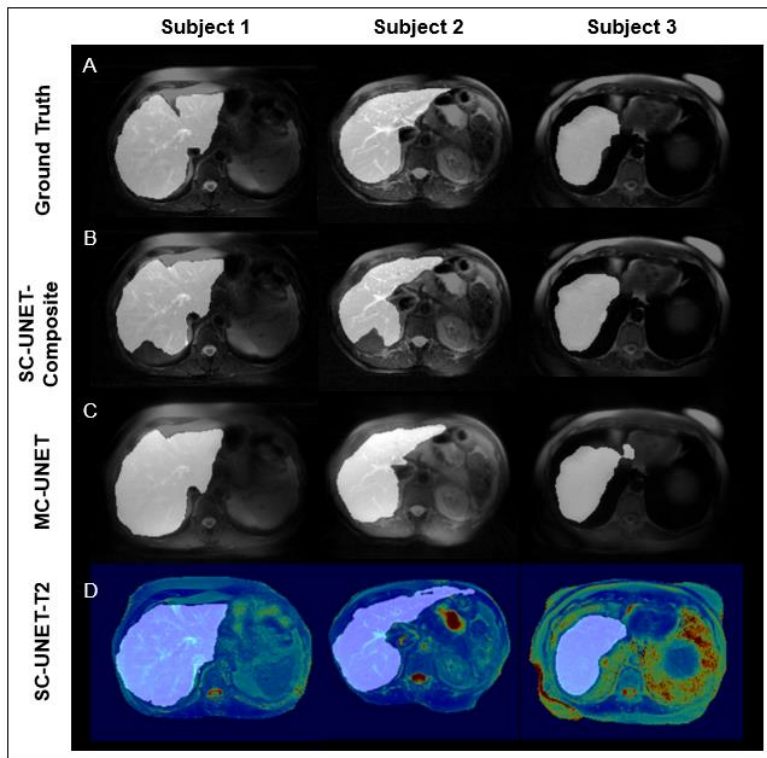 Subject 1 Subject 2 Subject 3
A
Ground Truth
B
SC-UNET-
Composite
C
MC-UNET
D
SC-UNET-T2